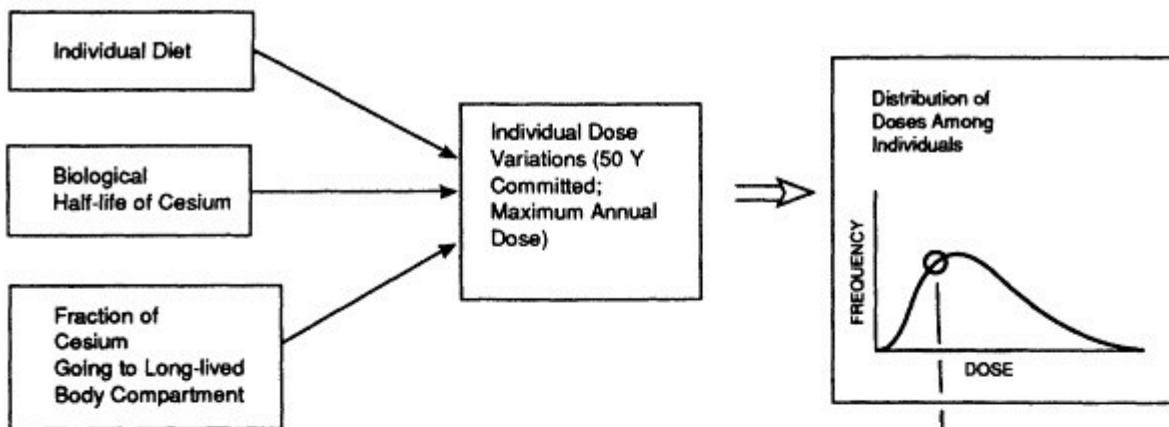 Individual Diet
Biological
Half-life of Cesium
Fraction of
Cesium
Going to Long-lived
Body Compartment
Individual Dose
Variations (50 Y
Committed;
Maximum Annual
Dose)
Distribution of
Doses Among
Individuals
FREQUENCY
DOSE